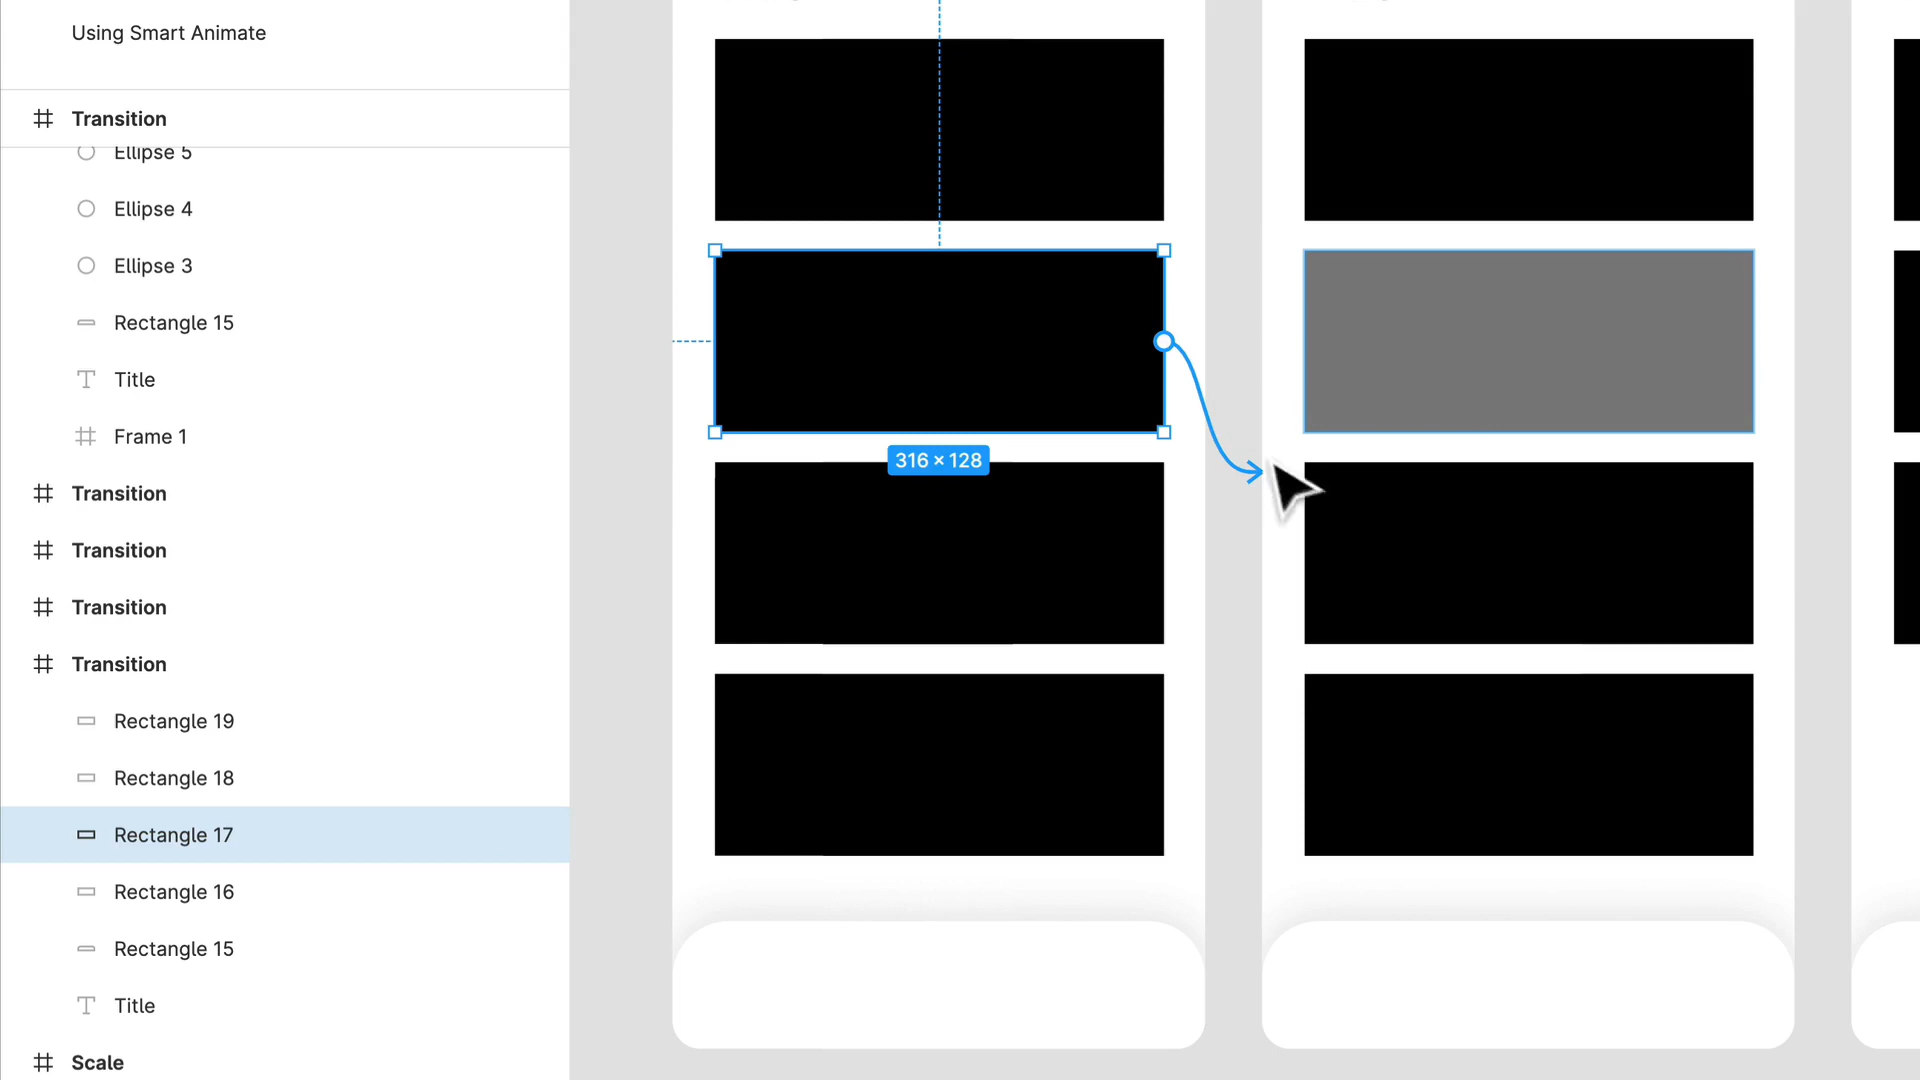 Using Smart Animate
Transition
Ellipse 5
Ellipse 4
Ellipse 3
Rectangle 15
Title
Frame 1
Transition
Transition
Transition
Transition
Rectangle 19
Rectangle 18
Rectangle 17
Rectangle 16
Rectangle 15
Title
Scale
316 × 128